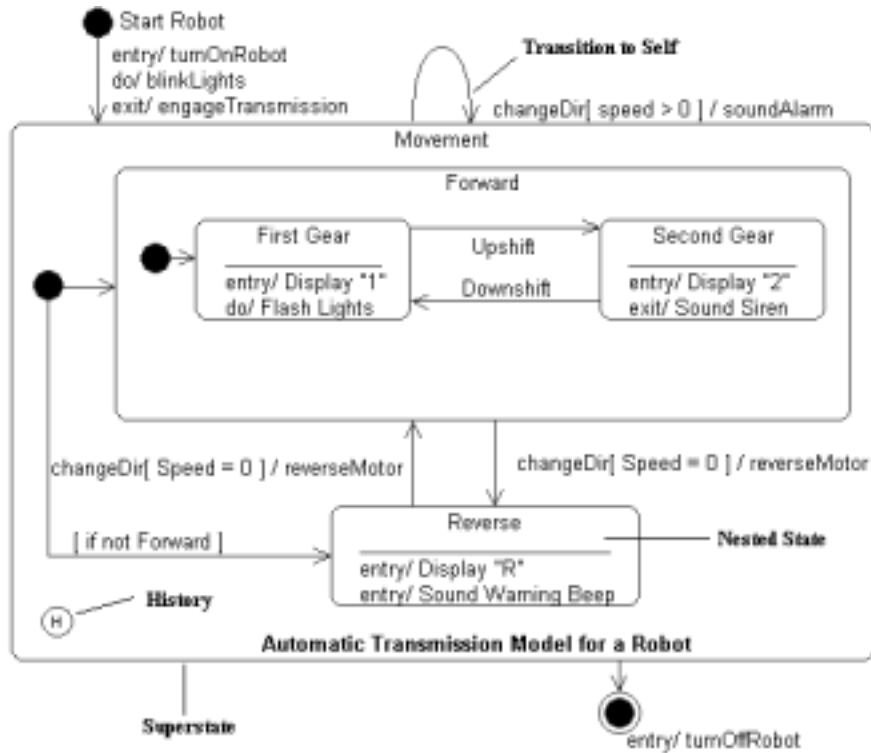 Start Robot
entry/ turnOnRobot
do/ blinkLights
exit/ engageTransmission
Transition to Self
changeDir[ speed > 0 ] / soundAlarm
Movement
Forward
First Gear
entry/ Display "1"
do/ Flash Lights
Upshift
Downshift
Second Gear
entry/ Display "2"
exit/ Sound Siren
changeDir[ Speed = 0 ] / reverseMotor
changeDir[ Speed = 0 ] / reverseMotor
[ if not Forward ]
Reverse
entry/ Display "R"
entry/ Sound Warning Beep
Nested State
History
H
Automatic Transmission Model for a Robot
Superstate
entry/ turnOffRobot